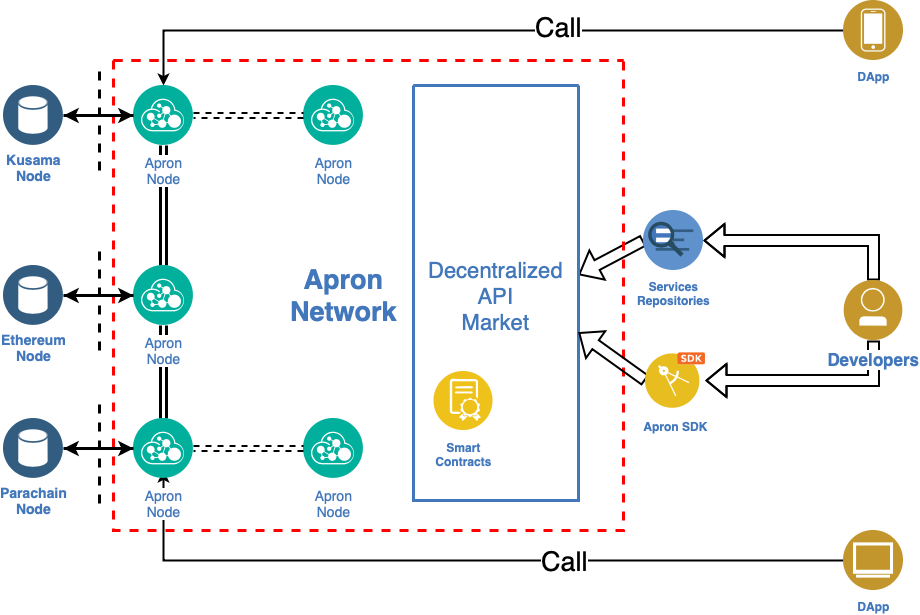 Call
DApp
Kusama
Node
Apron
Node
Apron
Node
Ethereum
Node
Apron
Node
Apron
Network
Decentralized
API
Market
Services
Repositories
Developers
SDK
Apron SDK
Smart
Contracts
Parachain
Node
Apron
Node
Apron
Node
Call
DApp